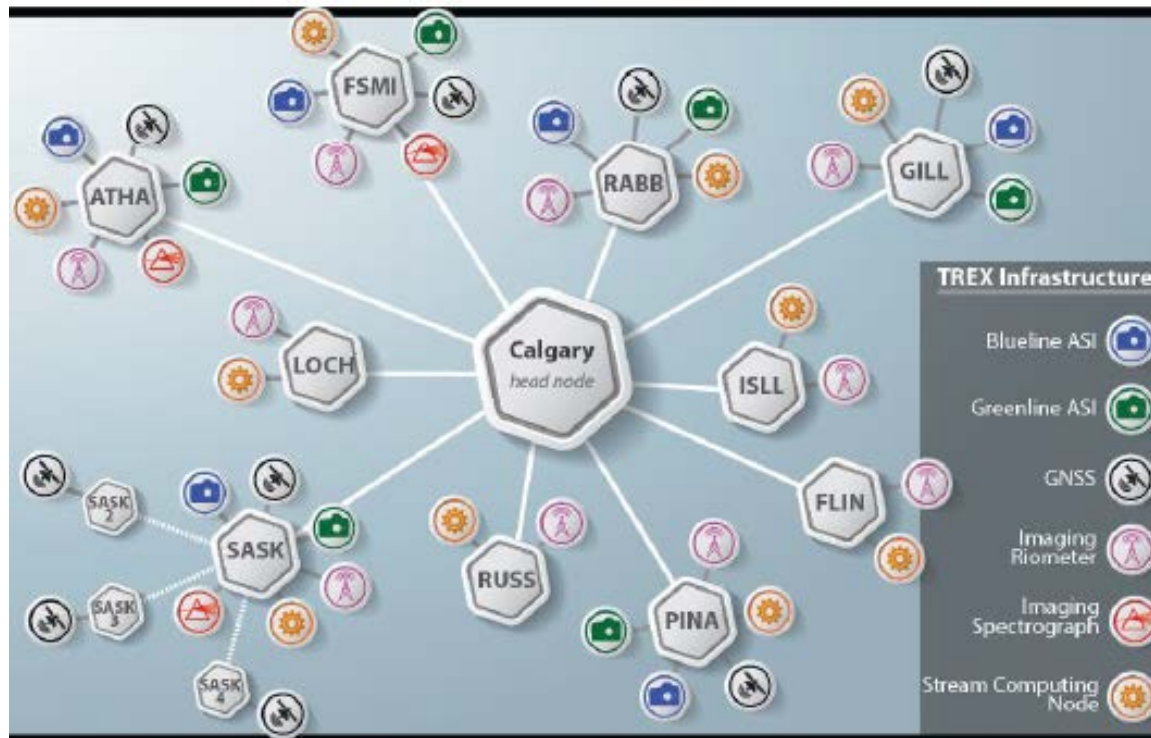 FSMI
ATHA
RABB
GILL
TREX Infrastructure
Blueline ASI
Greenline ASI
GNSS
Imaging
Riometer
Imaging
Spectrograph
Stream Computing
Node
LOCH
Calgary
head node
ISLL
FLIN
SASK
2
SASK
SASK
3
SASK
4
RUSS
PINA